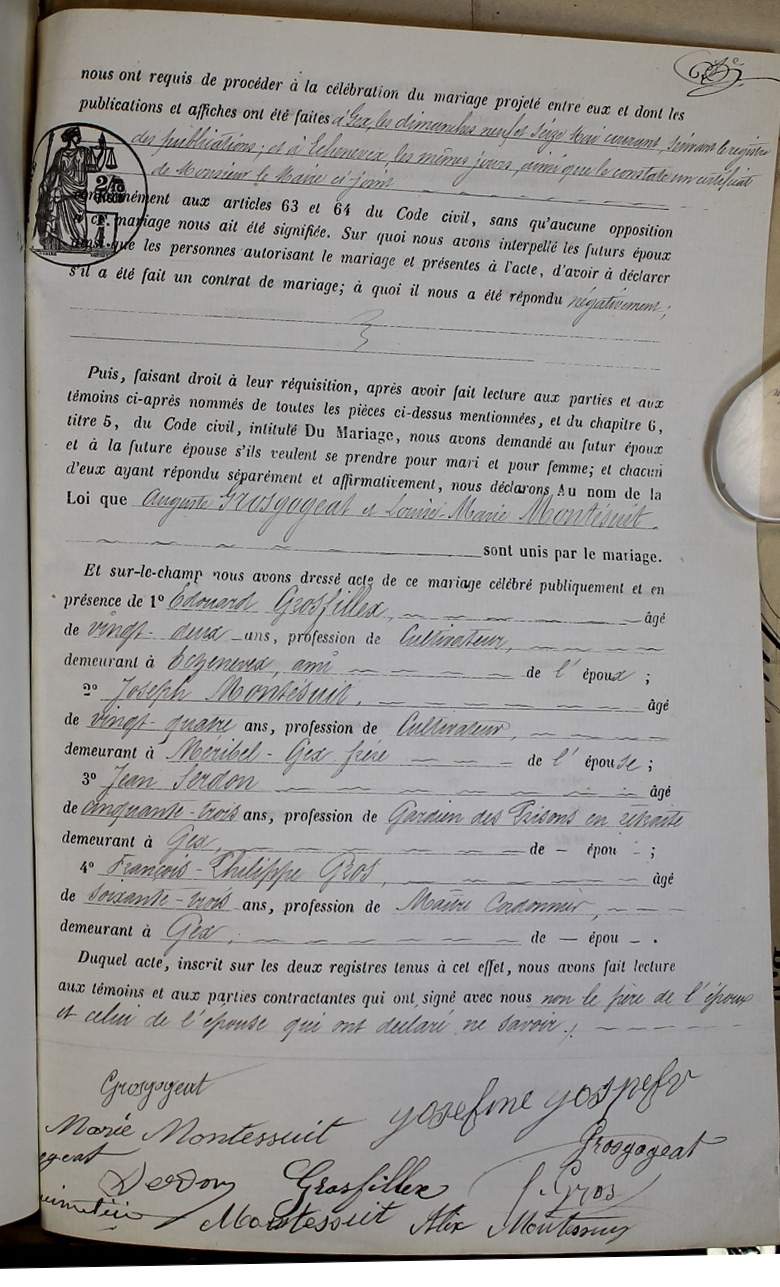 nous ont requis de procéder à la célébration du mariage projeté entre eux et dont les
publications et affiches ont été faites à Gex, les dimanches neuf et seize Mai courant, suivant le registre
des publications; et à Echenevex, les mêmes jours, ainsi que le constate un certificat
de Monsieur le Maire ci-joint
conformément aux articles 63 et 64 du Code civil, sans qu'aucune opposition
à ce mariage nous ait été signifiée. Sur quoi nous avons interpellé les futurs époux
ainsi que les personnes autorisant le mariage et présentes à l'acte, d'avoir à déclarer
s'il a été fait un contrat de mariage; à quoi il nous a été répondu négativement;
Puis, faisant droit à leur réquisition, après avoir fait lecture aux parties et aux
témoins ci-après nommés de toutes les pièces ci-dessus mentionnées, et du chapitre 6,
titre 5, du Code civil, intitulé Du Mariage, nous avons demandé au futur époux
et à la future épouse s'ils veulent se prendre pour mari et pour femme; et chacun
d'eux ayant répondu séparément et affirmativement, nous déclarons Au nom de la
Loi que Auguste Grosgogeat et Louise-Marie Montésuit
sont unis par le mariage.
Et sur-le-champ nous avons dressé acte de ce mariage célébré publiquement et en
présence de 1° Edouard Grosfillex, âgé
de vingt-deux ans, profession de Cultivateur,
demeurant à Echenevex, ami de l'époux ;
2° Joseph Montésuit, âgé
de vingt-quatre ans, profession de Cultivateur,
demeurant à Méribel-Gex frère de l'épouse ;
3° Jean Serdon âgé
de cinquante-trois ans, profession de Gardien des Prisons en retraite
demeurant à Gex, de — épou - ;
4° François-Philippe Gros, âgé
de soixante-trois ans, profession de Maître Cordonnier,
demeurant à Gex, de — épou - .
Duquel acte, inscrit sur les deux registres tenus à cet effet, nous avons fait lecture
aux témoins et aux parties contractantes qui ont signé avec nous non le père de l'époux
et celui de l'épouse qui ont déclaré ne savoir.
Grosgogeat
Marie Montessuit
Grosgogeat
Serdon Grosfillex f. Gros
Montessuit Alix